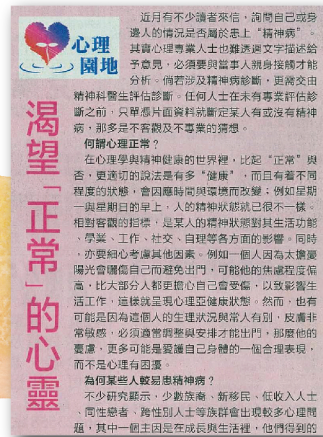 心理
園地
渴望「正常」的心靈
近月有不少讀者來信，詢問自己或身
邊人的情況是否屬於患上“精神病”。
其實心理專業人士也難透過文字描述給
予意見，必須要與當事人親身接觸才能
分析。倘若涉及精神病診斷，更需交由
精神科醫生評估診斷。任何人士在未有專業評估診
斷之前，只單憑片面資料就斷定某人有或沒有精神
病，那多是不客觀及不專業的猜想。
何謂心理正常？
在心理學與精神健康的世界裡，比起“正常”與
否，更適切的說法是有多“健康”，而且有着不同
程度的狀態，會因應時間與環境而改變；例如星期
一與星期日的早上，人的精神狀態就已很不一樣。
相對客觀的指標，是某人的精神狀態對其生活功能
、學業、工作、社交、自理等各方面的影響。同時
，亦要細心考慮其他因素。例如一個人因為太擔憂
陽光會曬傷自己而避免出門，可能他的焦慮程度偏
高，比大部分人都更擔心自己會受傷，以致影響生
活工作，這樣就呈現心理亞健康狀態。然而，也有
可能是因為這個人的生理狀況與常人有別，皮膚非
常敏感，必須通常調整與安排才能出門，那麼他的
憂慮，更多可能是愛護自己身體的一個合理表現，
而不是心理有困憂。
為何某些人較易患精神病？
不少研究顯示，少數族裔、新移民、低收入人士
、同性戀者、跨性別人士等族群會出現較多心理問
題，其中一個主因是在成長與生活裡，他們得到的